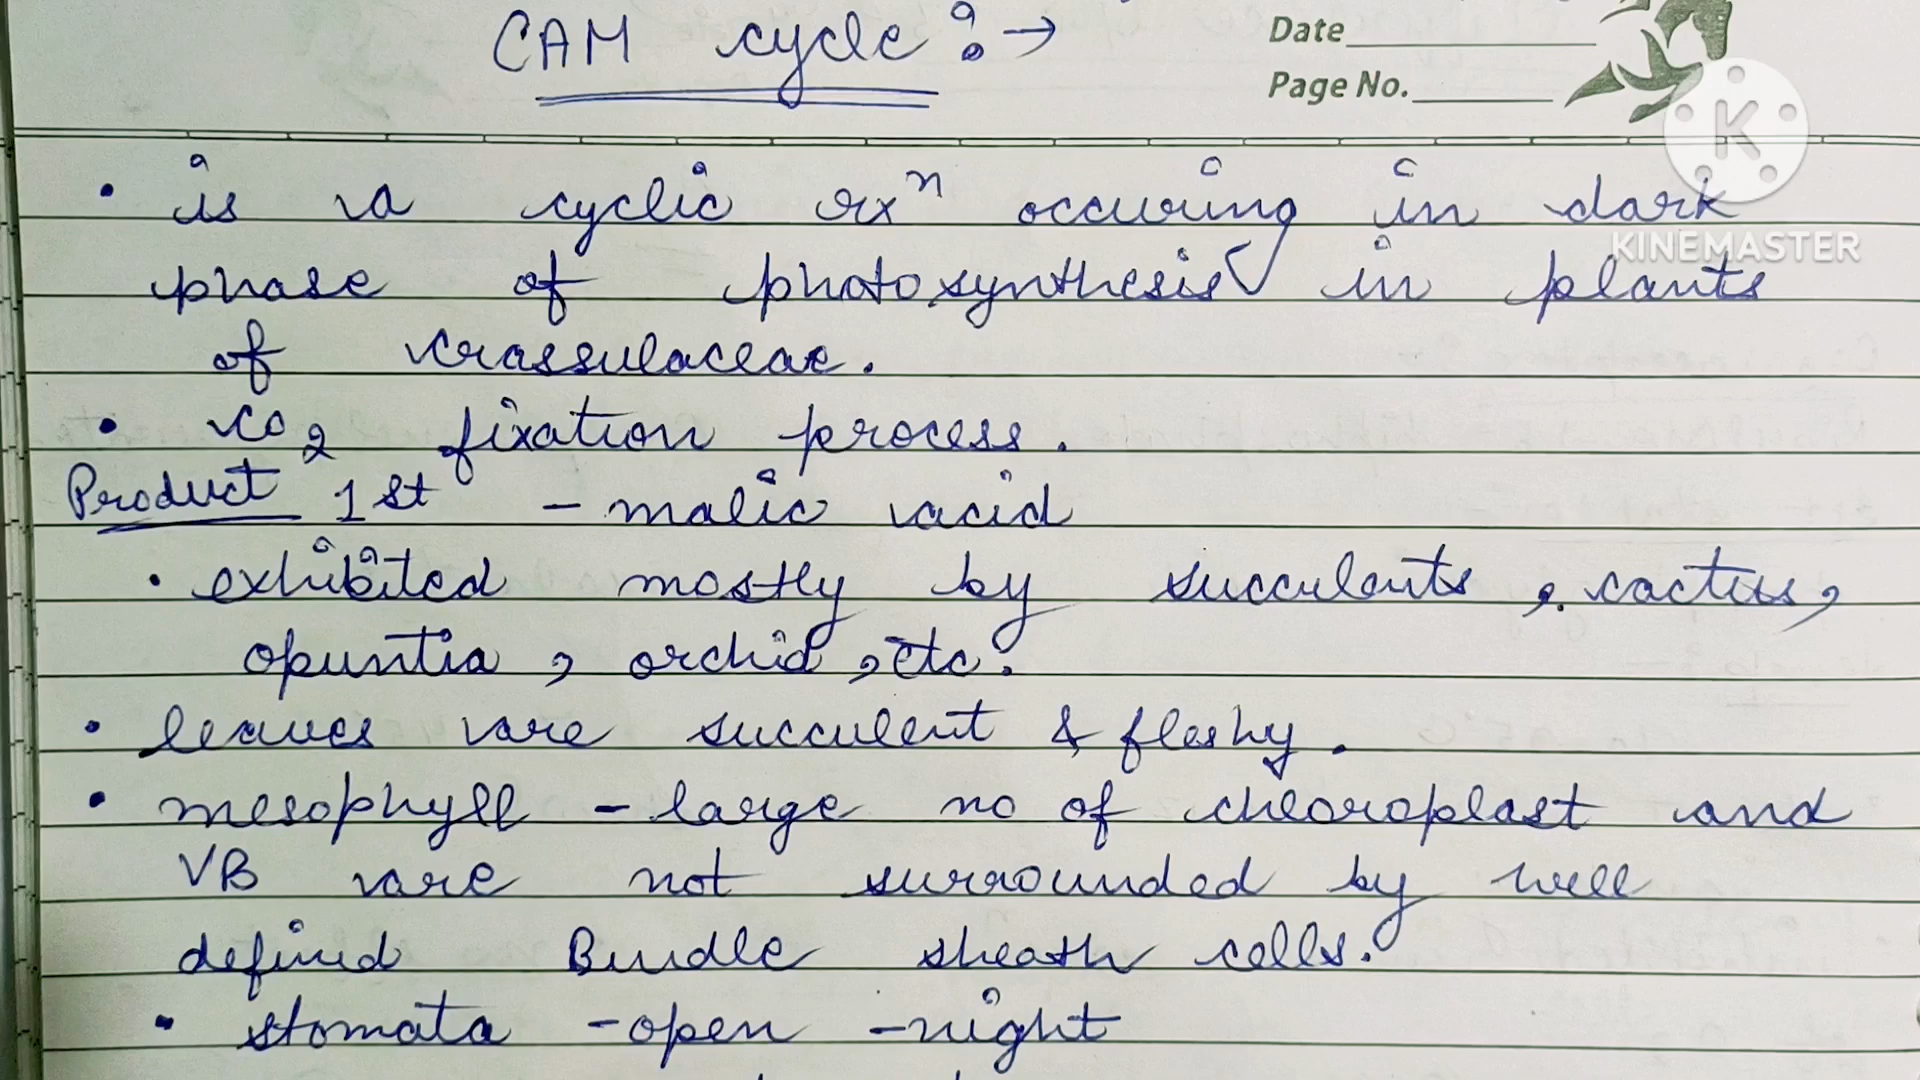 CAM cycle :→
Date
Page No.
K
• is a cyclic rxⁿ occuring in dark
KINEMASTER
phase of photosynthesis in plants
of crassulaceae.
• CO₂ fixation process.
Product 1st - malic acid
• exhibited mostly by succulents, cactus,
opuntia, orchid, etc.
• leaves are succulent & fleshy.
• mesophyll - large no of chloroplast and
VB are not surrounded by well
defined Bundle sheath cells.
• stomata - open - night